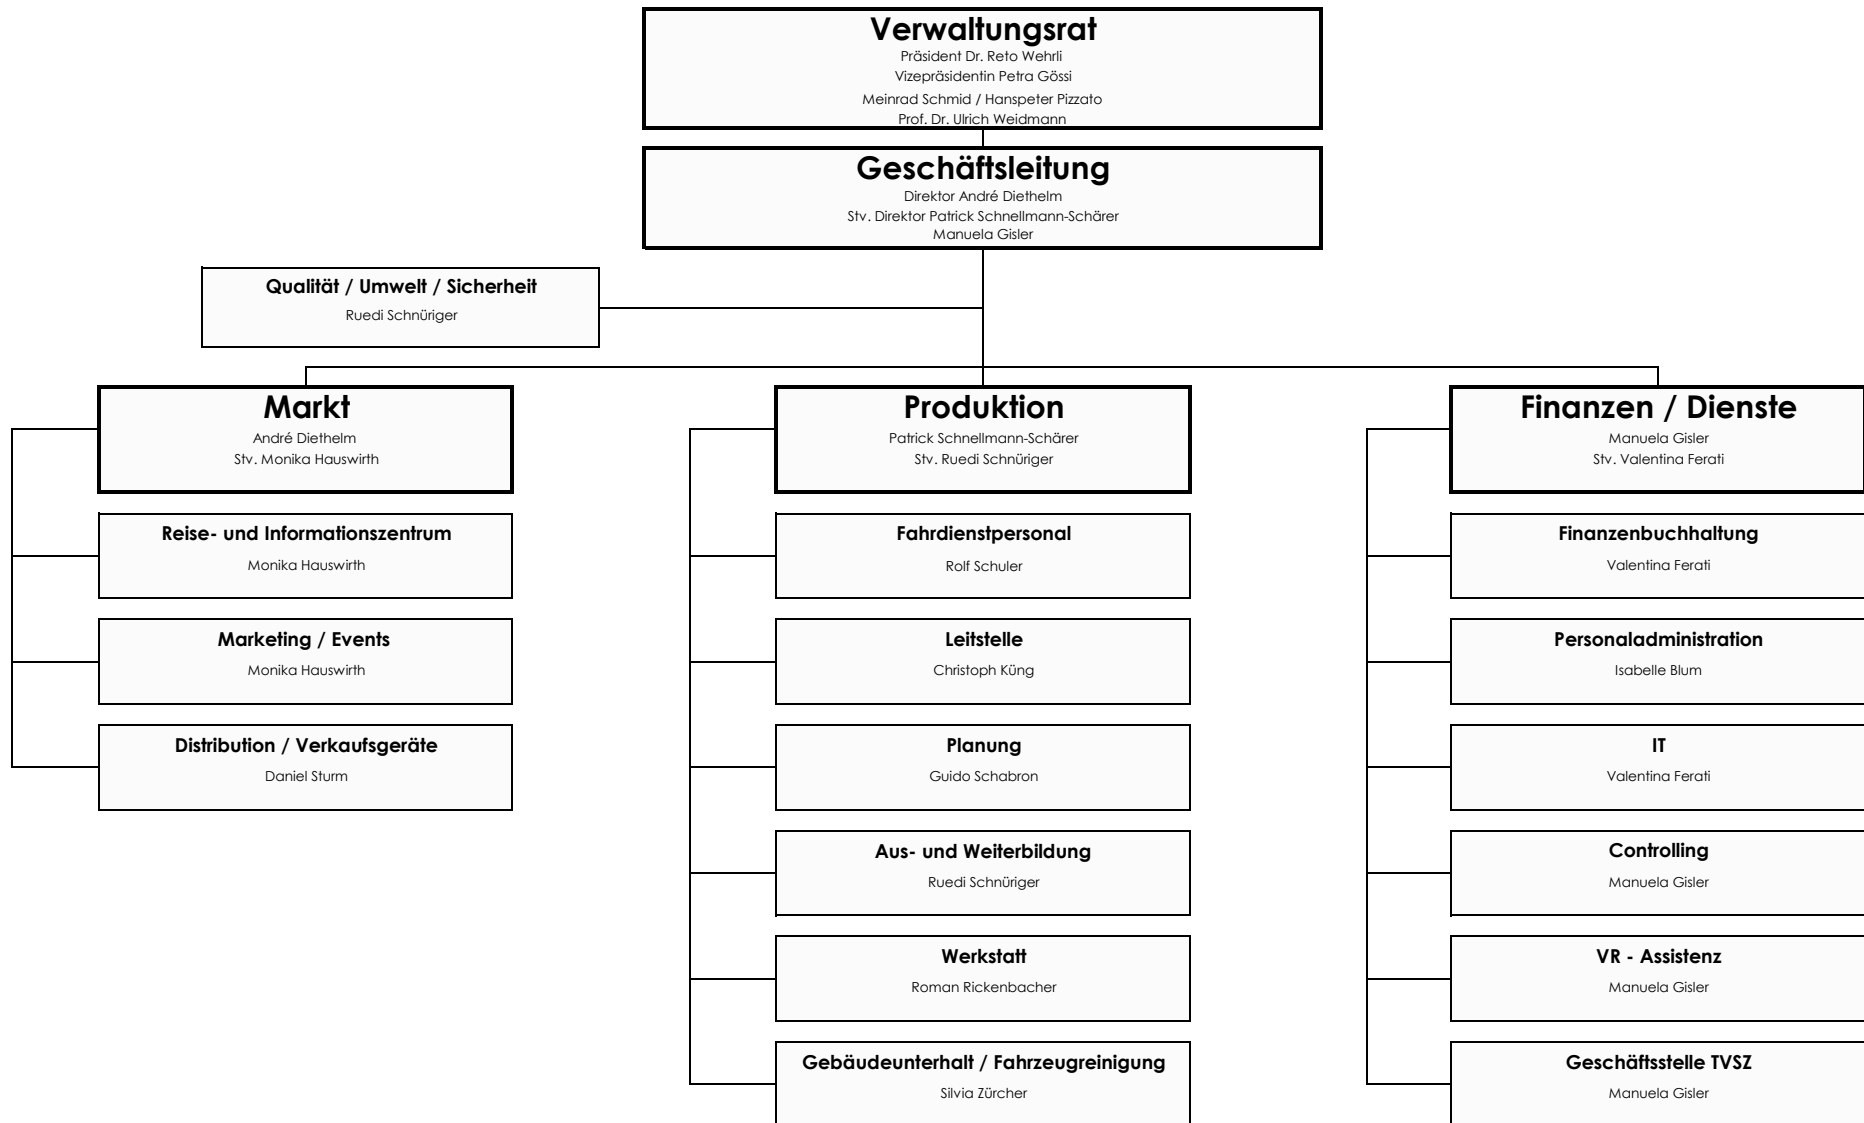 Verwaltungsrat
Präsident Dr. Reto Wehrli
Vizepräsidentin Petra Gössi
Meinrad Schmid / Hanspeter Pizzato
Prof. Dr. Ulrich Weidmann
Geschäftsleitung
Direktor André Diethelm
Stv. Direktor Patrick Schnellmann-Schärer
Manuela Gisler
Qualität / Umwelt / Sicherheit
Ruedi Schnüriger
Markt
André Diethelm
Stv. Monika Hauswirth
Reise- und Informationszentrum
Monika Hauswirth
Marketing / Events
Monika Hauswirth
Distribution / Verkaufsgeräte
Daniel Sturm
Produktion
Patrick Schnellmann-Schärer
Stv. Ruedi Schnüriger
Fahrdienstpersonal
Rolf Schuler
Leitstelle
Christoph Küng
Planung
Guido Schabron
Aus- und Weiterbildung
Ruedi Schnüriger
Werkstatt
Roman Rickenbacher
Gebäudeunterhalt / Fahrzeugreinigung
Silvia Zürcher
Finanzen / Dienste
Manuela Gisler
Stv. Valentina Ferati
Finanzenbuchhaltung
Valentina Ferati
Personaladministration
Isabelle Blum
IT
Valentina Ferati
Controlling
Manuela Gisler
VR - Assistenz
Manuela Gisler
Geschäftsstelle TVSZ
Manuela Gisler